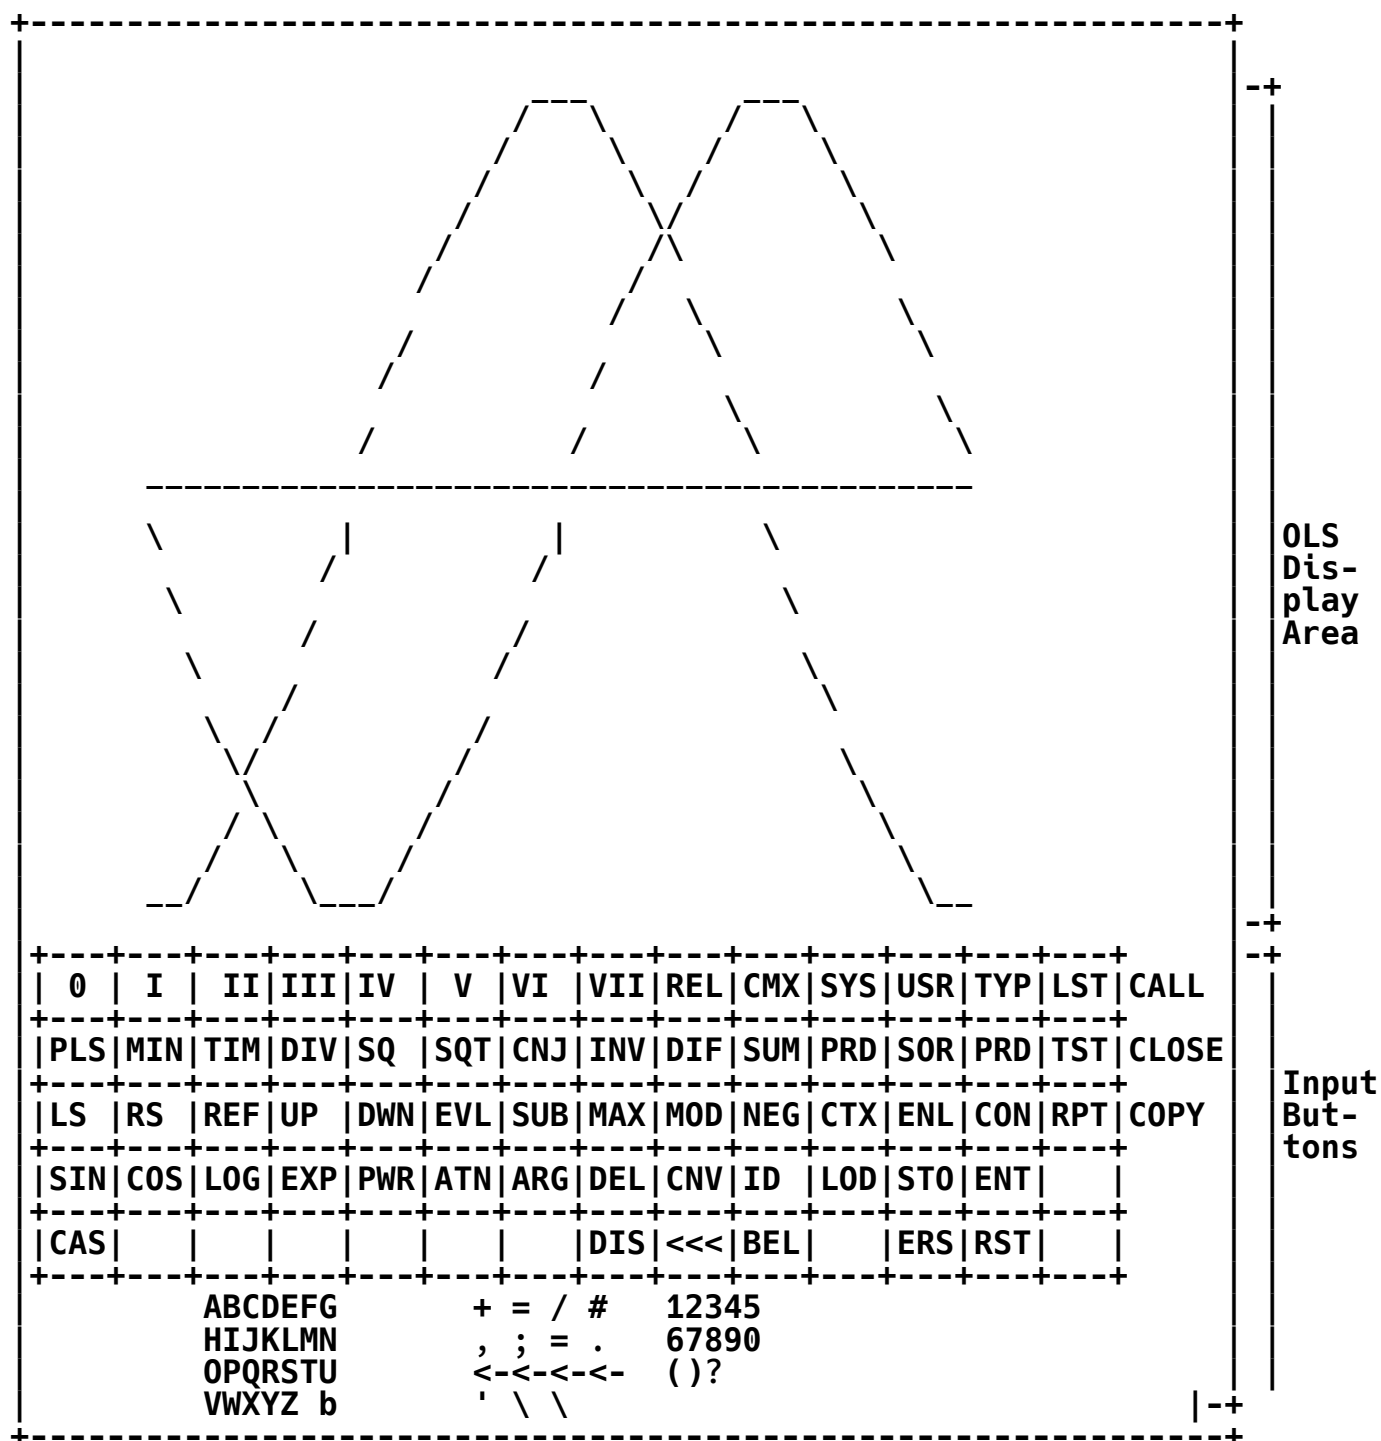 OLS
Dis-
play
Area
| 0 | I | II|III|IV | V |VI |VII|REL|CMX|SYS|USR|TYP|LST|CALL
|PLS|MIN|TIM|DIV|SQ |SQT|CNJ|INV|DIF|SUM|PRD|SOR|PRD|TST|CLOSE
|LS |RS |REF|UP |DWN|EVL|SUB|MAX|MOD|NEG|CTX|ENL|CON|RPT|COPY
|SIN|COS|LOG|EXP|PWR|ATN|ARG|DEL|CNV|ID |LOD|STO|ENT| |
|CAS| | | | | | |DIS|<<<|BEL| |ERS|RST| |
Input
But-
tons
ABCDEFG + = / # 12345
HIJKLMN , ; = . 67890
OPQRSTU <-<-<-<- ()?
VWXYZ b ' \ \